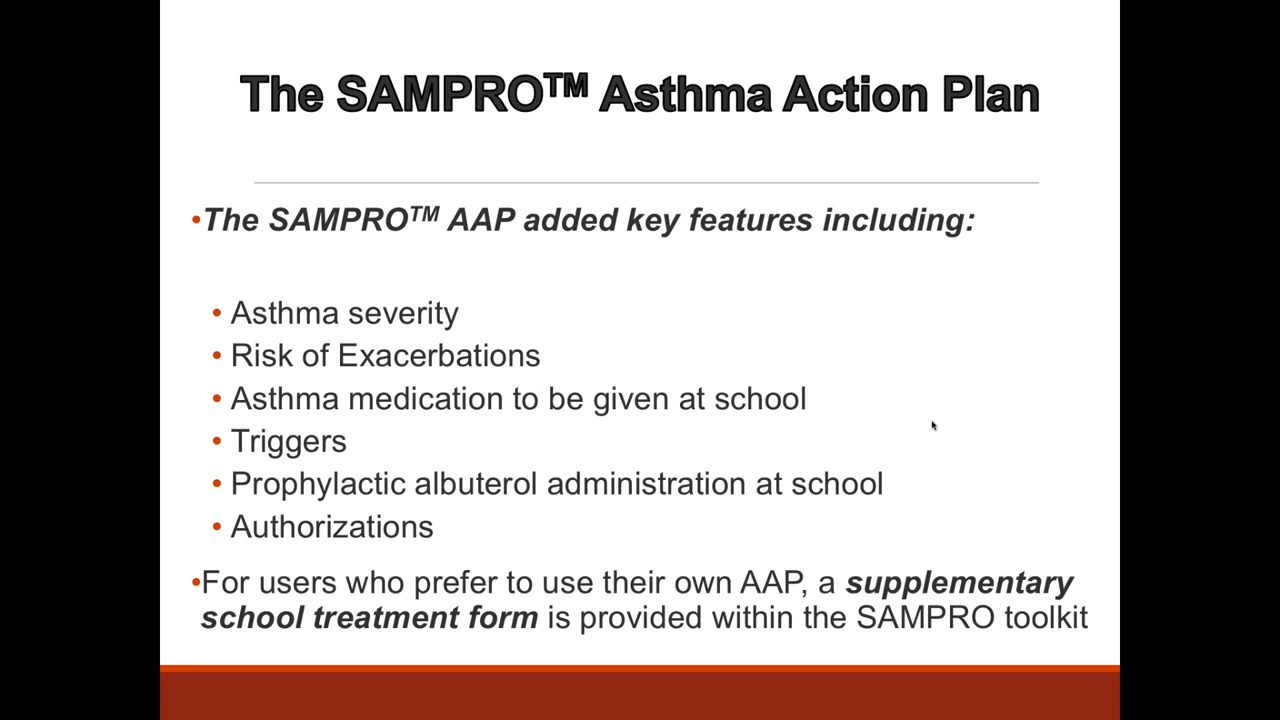 The SAMPRO™ Asthma Action Plan
•The SAMPRO™ AAP added key features including:
• Asthma severity
• Risk of Exacerbations
• Asthma medication to be given at school
• Triggers
• Prophylactic albuterol administration at school
• Authorizations
•For users who prefer to use their own AAP, a supplementary
school treatment form is provided within the SAMPRO toolkit